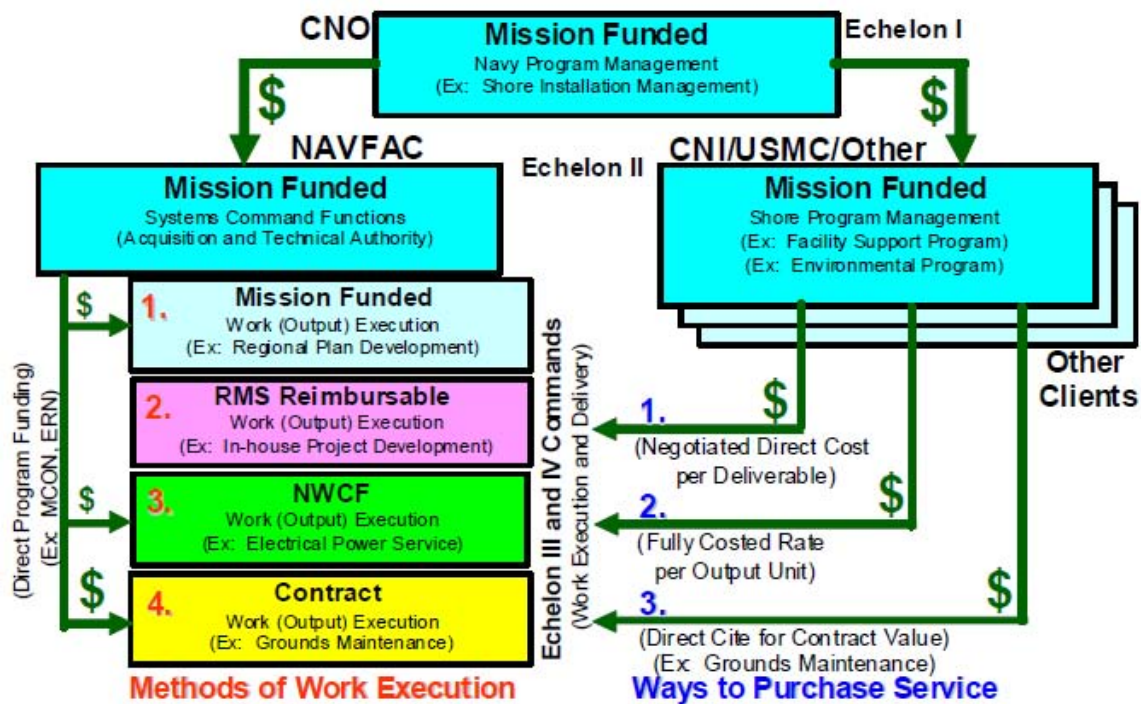 CNO
Mission Funded
Navy Program Management
(Ex: Shore Installation Management)
Echelon I
$
$
NAVFAC
Echelon II
CNI/USMC/Other
Mission Funded
Systems Command Functions
(Acquisition and Technical Authority)
Mission Funded
Shore Program Management
(Ex: Facility Support Program)
(Ex: Environmental Program)
Other
Clients
(Direct Program Funding)
(Ex: MCON, ERN)
$
1.
Mission Funded
Work (Output) Execution
(Ex: Regional Plan Development)
2.
RMS Reimbursable
Work (Output) Execution
(Ex: In-house Project Development)
$
3.
NWCF
Work (Output) Execution
(Ex: Electrical Power Service)
$
4.
Contract
Work (Output) Execution
(Ex: Grounds Maintenance)
Echelon III and IV Commands
(Work Execution and Delivery)
1.
$
(Negotiated Direct Cost
per Deliverable)
2.
$
(Fully Costed Rate
per Output Unit)
3.
$
(Direct Cite for Contract Value)
(Ex: Grounds Maintenance)
Methods of Work Execution
Ways to Purchase Service